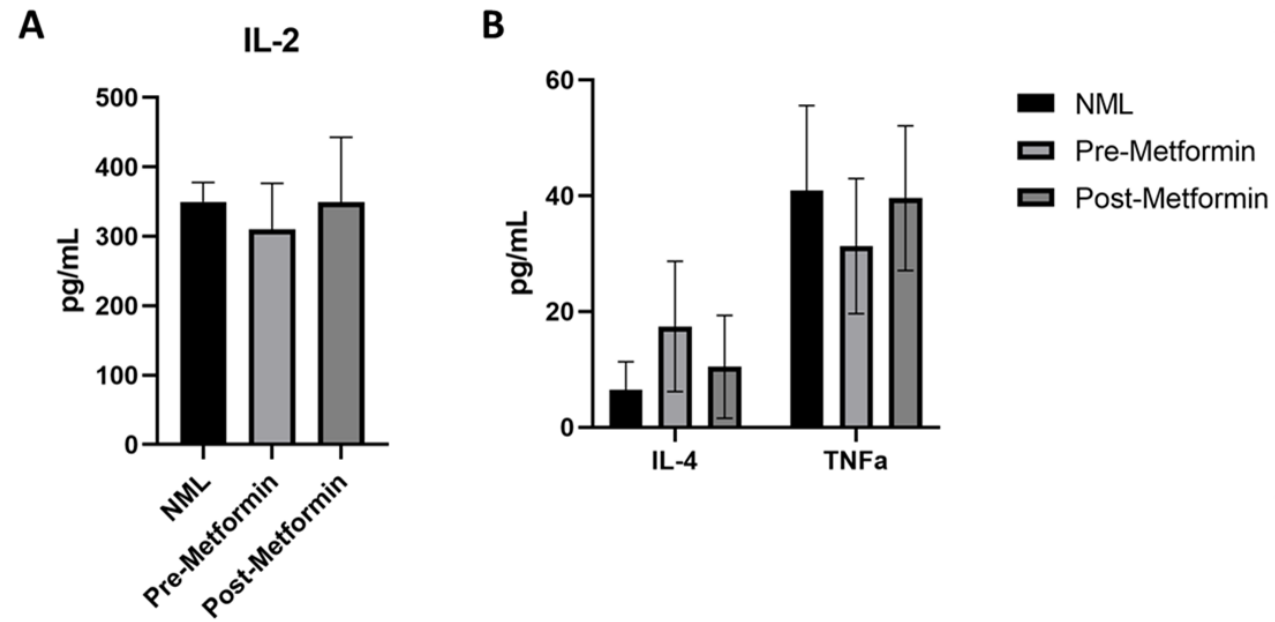 A
IL-2
500
400
300
200
100
0
pg/mL
NML
Pre-Metformin
Post-Metformin
B
60
40
20
0
pg/mL
IL-4
TNFa
NML
Pre-Metformin
Post-Metformin